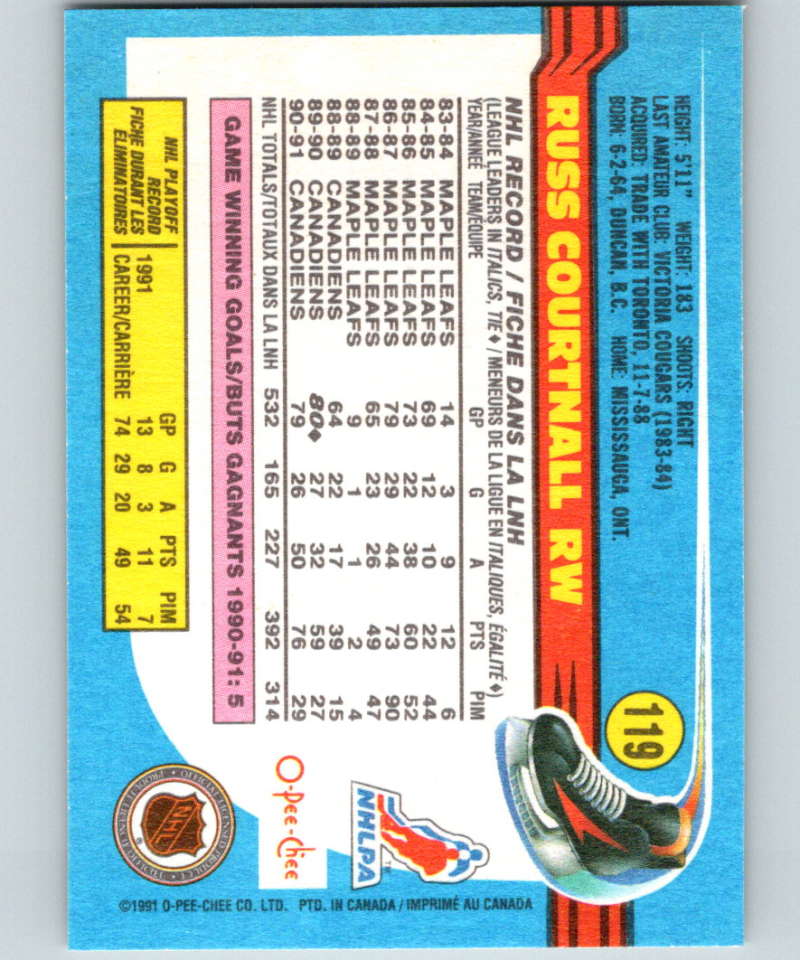 119
HEIGHT: 5'11" WEIGHT: 183 SHOOTS: RIGHT
LAST AMATEUR CLUB: VICTORIA COUGARS (1983-84)
ACQURED: TRADE WITH TORONTO, 11-7-88
BORN: 6-2-64, DUNCAN, B.C. HOME: MISSISSAUGA, ONT.
RUSS COURTNALL RW
NHL RECORD / FICHE DANS LA LNH
(LEAGUE LEADERS IN ITALICS, TIE ♦ / MENEURS DE LA LIGUE EN ITALIQUES, ÉGALITÉ ♦)
YEAR/ANNÉE TEAM/ÉQUIPE GP G A PTS PIM
83-84 MAPLE LEAFS 14 3 9 12 6
84-85 MAPLE LEAFS 69 12 10 22 44
85-86 MAPLE LEAFS 73 22 38 60 52
86-87 MAPLE LEAFS 79 29 44 73 90
87-88 MAPLE LEAFS 65 23 26 49 47
88-89 MAPLE LEAFS 9 1 1 2 4
88-89 CANADIENS 64 22 17 39 15
89-90 CANADIENS 80♦ 27 32 59 27
90-91 CANADIENS 79 26 50 76 29
NHL TOTALS/TOTAUX DANS LA LNH 532 165 227 392 314
GAME WINNING GOALS/BUTS GAGNANTS 1990-91: 5
NHL PLAYOFF
RECORD
FICHE DURANT LES
ÉLIMINATOIRES
GP G A PTS PIM
1991 13 8 3 11 7
CAREER/CARRIÈRE 74 29 20 49 54
NHLPA
TM
O-Pee-Chee
NHL
OFFICIAL LICENSED PRODUCT
®
©1991 O-PEE-CHEE CO. LTD. PTD. IN CANADA / IMPRIMÉ AU CANADA